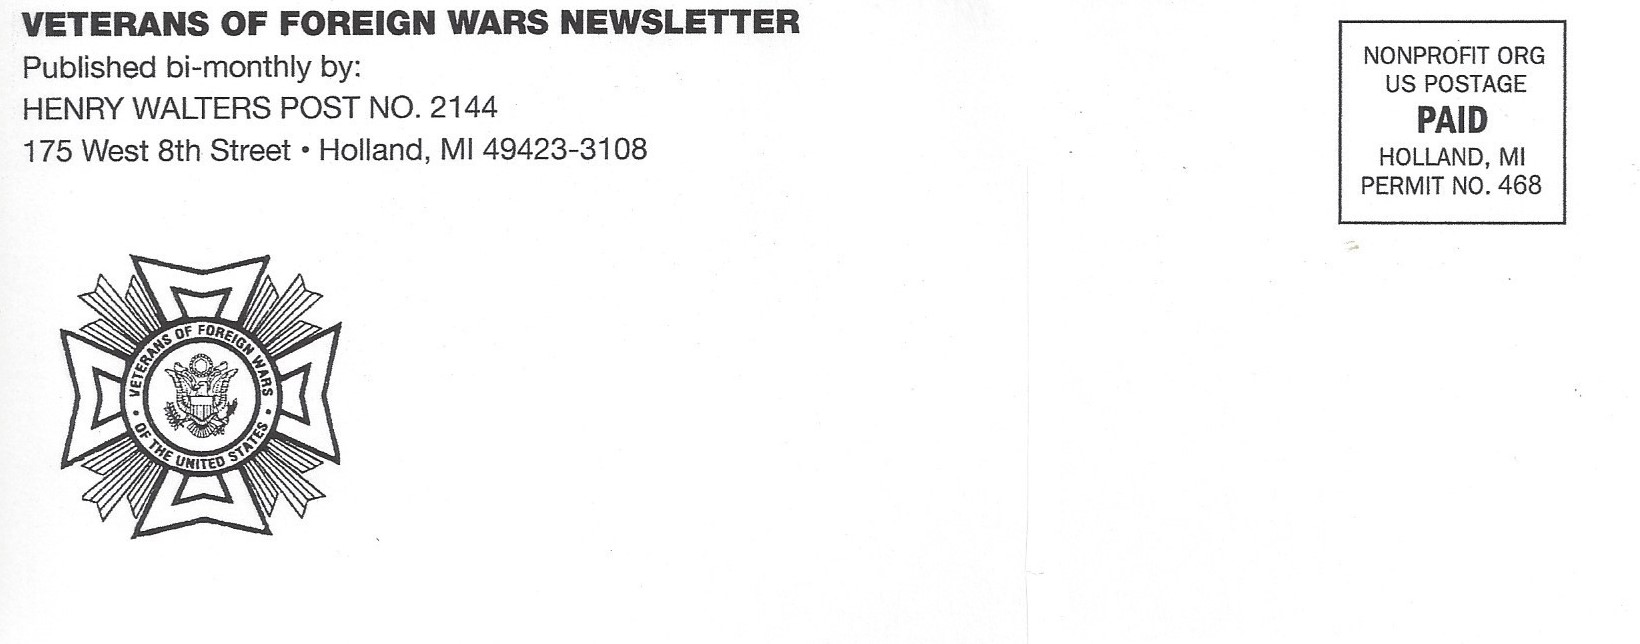 VETERANS OF FOREIGN WARS NEWSLETTER
Published bi-monthly by:
HENRY WALTERS POST NO. 2144
175 West 8th Street • Holland, MI 49423-3108
NONPROFIT ORG
US POSTAGE
PAID
HOLLAND, MI
PERMIT NO. 468
VETERANS OF FOREIGN WARS
• OF THE UNITED STATES •